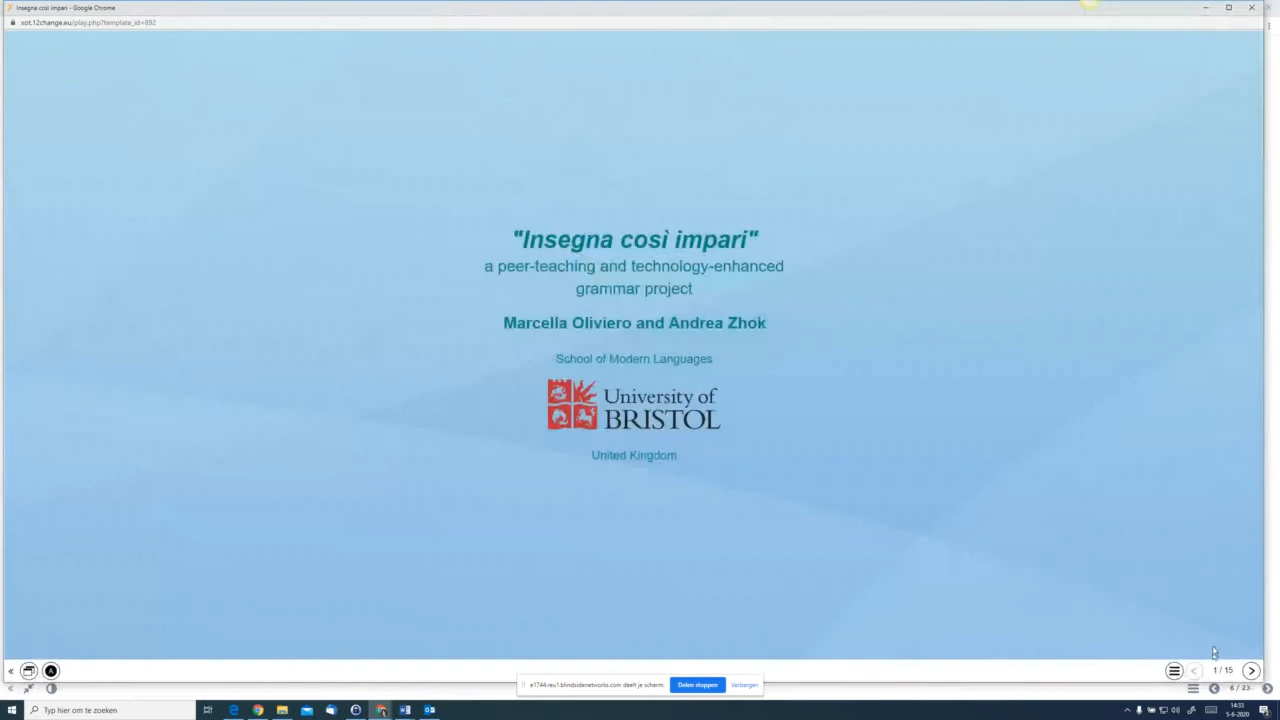 Insegna così impari - Google Chrome
xot.12change.eu/play.php?template_id=892
"Insegna così impari"
a peer-teaching and technology-enhanced
grammar project
Marcella Oliviero and Andrea Zhok
School of Modern Languages
University of
BRISTOL
United Kingdom
A
1 / 15
e1744.reu1.blindsidenetworks.com deelt je scherm.
Delen stoppen
Verbergen
6 / 23
Typ hier om te zoeken
14:33
5-6-2020